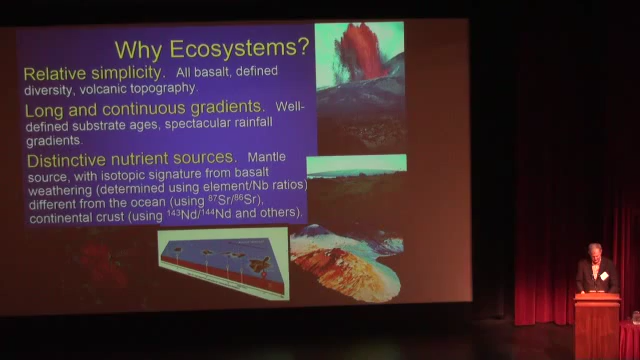 Why Ecosystems?
Relative simplicity. All basalt, defined
diversity, volcanic topography.
Long and continuous gradients. Well-
defined substrate ages, spectacular rainfall
gradients.
Distinctive nutrient sources. Mantle
source, with isotopic signature from basalt
weathering (determined using element/Nb ratios)
different from the ocean (using ⁸⁷Sr/⁸⁶Sr),
continental crust (using ¹⁴³Nd/¹⁴⁴Nd and others).